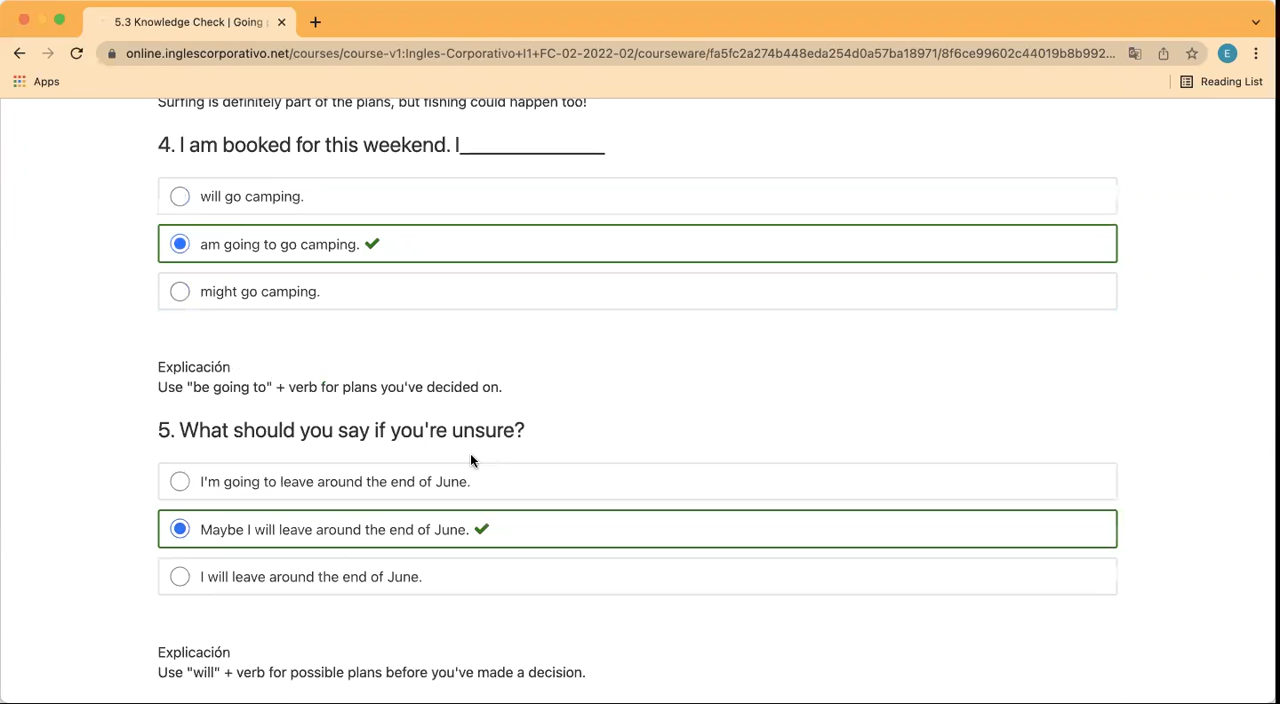 5.3 Knowledge Check | Going
online.inglescorporativo.net/courses/course-v1:Ingles-Corporativo+I1+FC-02-2022-02/courseware/fa5fc2a274b448eda254d0a57ba18971/8f6ce99602c44019b8b992...
E
Apps
Reading List
Surfing is definitely part of the plans, but fishing could happen too!
4. I am booked for this weekend. I________________
will go camping.
am going to go camping.
might go camping.
Explicación
Use "be going to" + verb for plans you've decided on.
5. What should you say if you're unsure?
I'm going to leave around the end of June.
Maybe I will leave around the end of June.
I will leave around the end of June.
Explicación
Use "will" + verb for possible plans before you've made a decision.